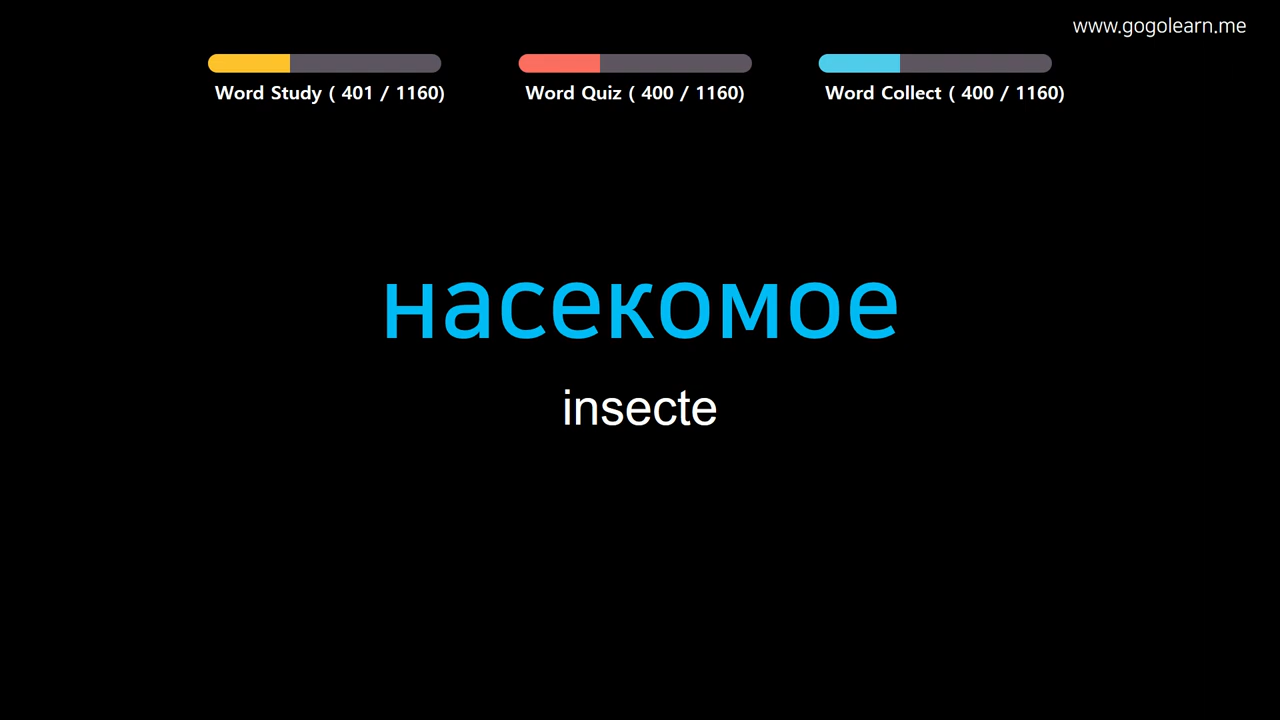 www.gogolearn.me
Word Study ( 401 / 1160)
Word Quiz ( 400 / 1160)
Word Collect ( 400 / 1160)
насекомое
insecte